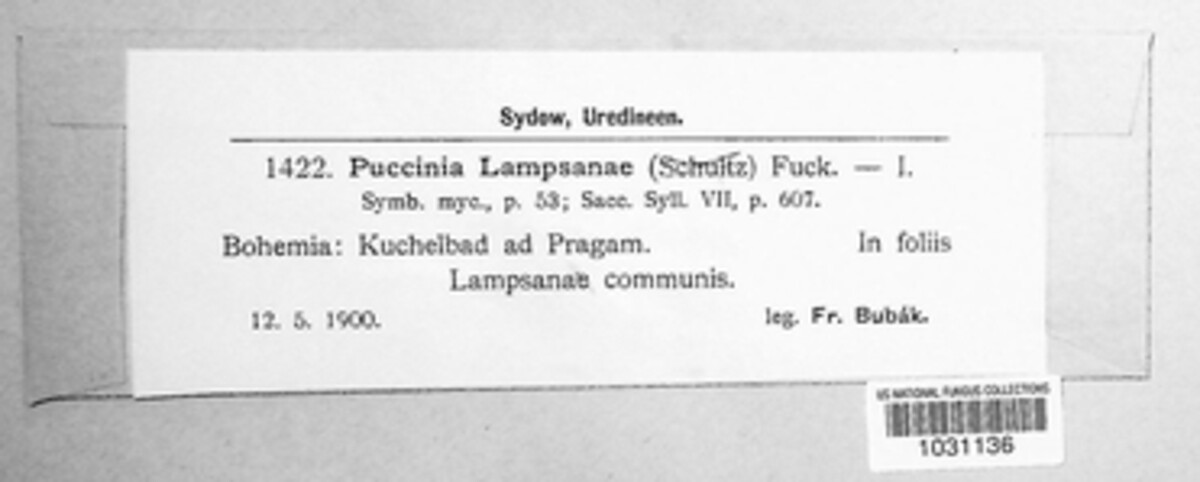 Sydow, Uredineen.
1422. Puccinia Lampsanae (Schultz) Fuck. — I.
Symb. myc., p. 53; Sacc. Syll. VII, p. 607.
Bohemia: Kuchelbad ad Pragam. In foliis
Lampsanae communis.
12. 5. 1900. leg. Fr. Bubák.
US NATIONAL FUNGUS COLLECTIONS
1031136